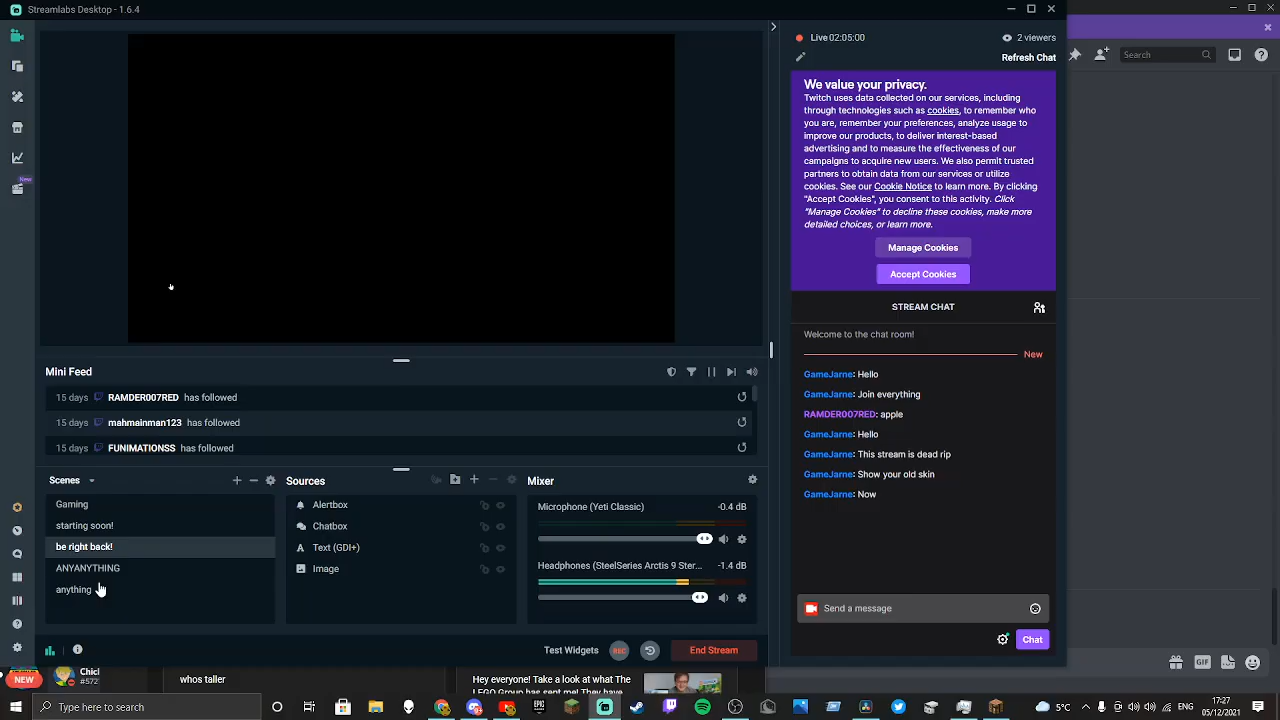 Streamlabs Desktop - 1.6.4
Live 02:05:00
2 viewers
Refresh Chat
Search
We value your privacy.
Twitch uses data collected on our services, including
through technologies such as cookies, to remember who
you are, remember your preferences, analyze usage to
improve our products, to deliver interest-based
advertising and to measure the effectiveness of our
campaigns to acquire new users. We also permit trusted
partners to obtain data from our services or utilize
cookies. See our Cookie Notice to learn more. By clicking
"Accept Cookies", you consent to this activity. Click
"Manage Cookies" to decline these cookies, make more
detailed choices, or learn more.
Manage Cookies
Accept Cookies
STREAM CHAT
Welcome to the chat room!
New
GameJarne: Hello
GameJarne: Join everything
RAMDER007RED: apple
GameJarne: Hello
GameJarne: This stream is dead rip
GameJarne: Show your old skin
GameJarne: Now
Send a message
Chat
New
Mini Feed
15 days RAMDER007RED has followed
15 days mahmainman123 has followed
15 days FUNIMATIONSS has followed
Scenes
Gaming
starting soon!
be right back!
ANYANYTHING
anything
Sources
Alertbox
Chatbox
Text (GDI+)
Image
Mixer
Microphone (Yeti Classic) -0.4 dB
Headphones (SteelSeries Arctis 9 Ster... -1.4 dB
Test Widgets
REC
End Stream
GIF
NEW
Chicl
#572
whos taller
Hey everyone! Take a look at what The
LEGO Group has sent me! They have
Type here to search
EPIC
5°C
ENG
17:27
05/12/2021